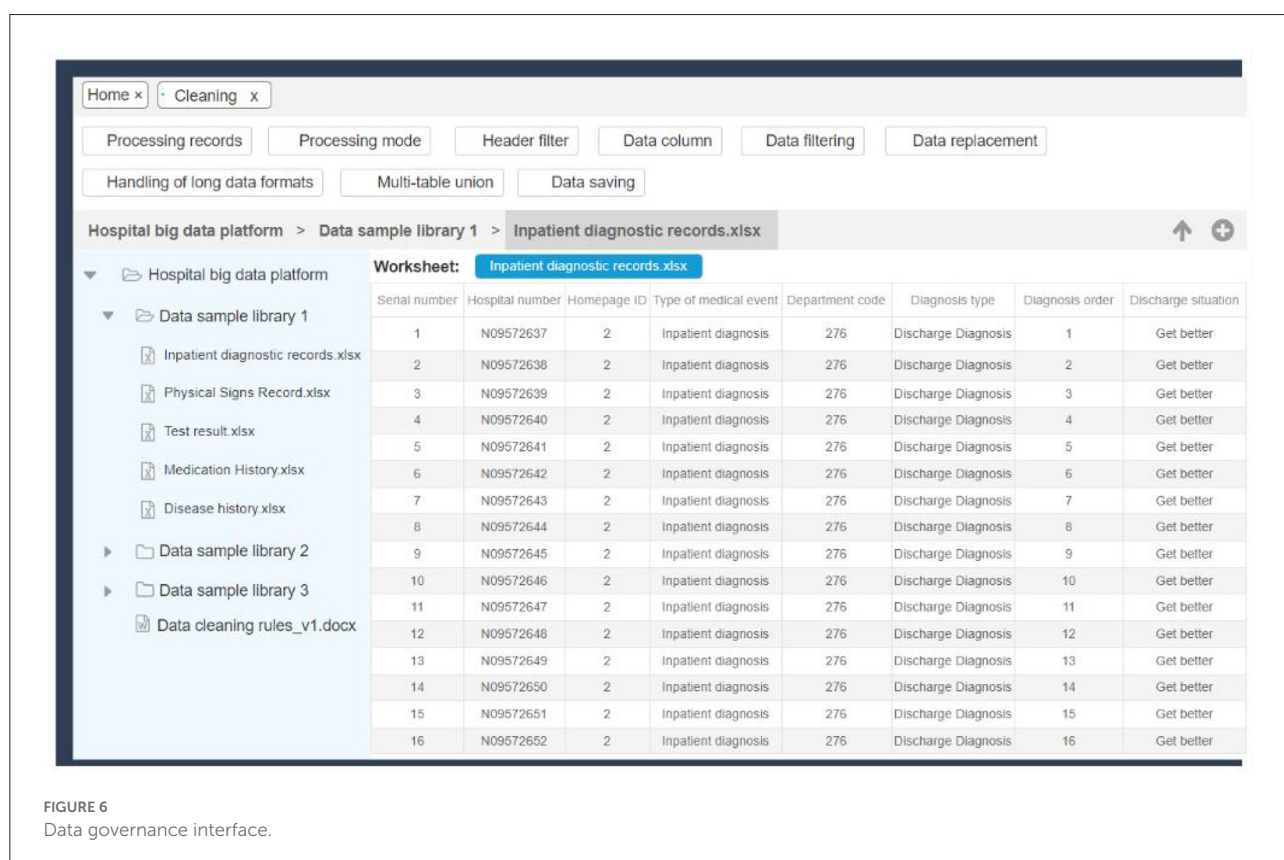 Home × Cleaning x
Processing records Processing mode Header filter Data column Data filtering Data replacement
Handling of long data formats Multi-table union Data saving
Hospital big data platform > Data sample library 1 > Inpatient diagnostic records.xlsx
Hospital big data platform
Data sample library 1
Inpatient diagnostic records.xlsx
Physical Signs Record.xlsx
Test result.xlsx
Medication History.xlsx
Disease history.xlsx
Data sample library 2
Data sample library 3
Data cleaning rules_v1.docx
Worksheet: Inpatient diagnostic records.xlsx
Serial number Hospital number Homepage ID Type of medical event Department code Diagnosis type Diagnosis order Discharge situation
1 N09572637 2 Inpatient diagnosis 276 Discharge Diagnosis 1 Get better
2 N09572638 2 Inpatient diagnosis 276 Discharge Diagnosis 2 Get better
3 N09572639 2 Inpatient diagnosis 276 Discharge Diagnosis 3 Get better
4 N09572640 2 Inpatient diagnosis 276 Discharge Diagnosis 4 Get better
5 N09572641 2 Inpatient diagnosis 276 Discharge Diagnosis 5 Get better
6 N09572642 2 Inpatient diagnosis 276 Discharge Diagnosis 6 Get better
7 N09572643 2 Inpatient diagnosis 276 Discharge Diagnosis 7 Get better
8 N09572644 2 Inpatient diagnosis 276 Discharge Diagnosis 8 Get better
9 N09572645 2 Inpatient diagnosis 276 Discharge Diagnosis 9 Get better
10 N09572646 2 Inpatient diagnosis 276 Discharge Diagnosis 10 Get better
11 N09572647 2 Inpatient diagnosis 276 Discharge Diagnosis 11 Get better
12 N09572648 2 Inpatient diagnosis 276 Discharge Diagnosis 12 Get better
13 N09572649 2 Inpatient diagnosis 276 Discharge Diagnosis 13 Get better
14 N09572650 2 Inpatient diagnosis 276 Discharge Diagnosis 14 Get better
15 N09572651 2 Inpatient diagnosis 276 Discharge Diagnosis 15 Get better
16 N09572652 2 Inpatient diagnosis 276 Discharge Diagnosis 16 Get better
FIGURE 6
Data governance interface.